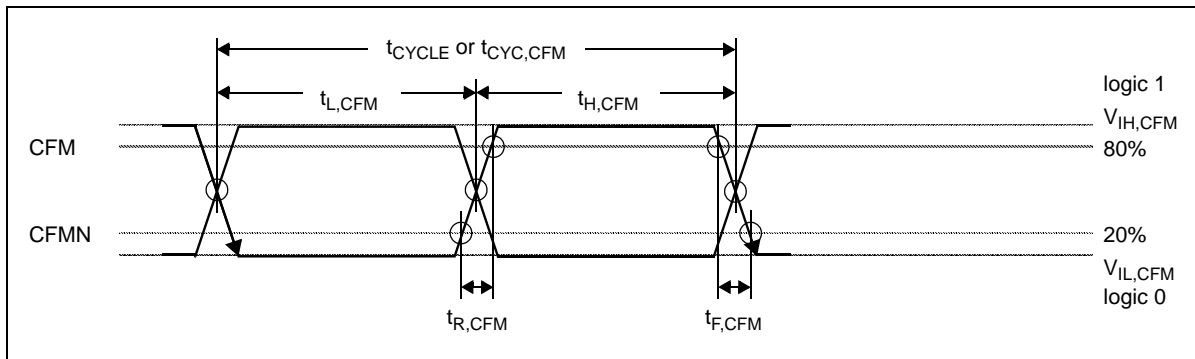 tCYCLE or tCYC,CFM
tL,CFM
tH,CFM
logic 1
VIH,CFM
CFM
80%
CFMN
20%
VIL,CFM
logic 0
tR,CFM
tF,CFM